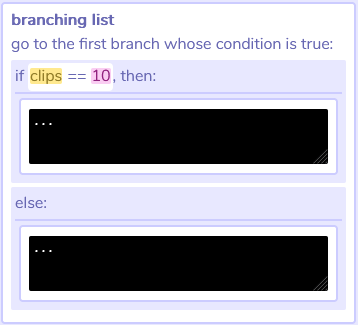 branching list
go to the first branch whose condition is true:
if clips == 10, then:
...
else:
...